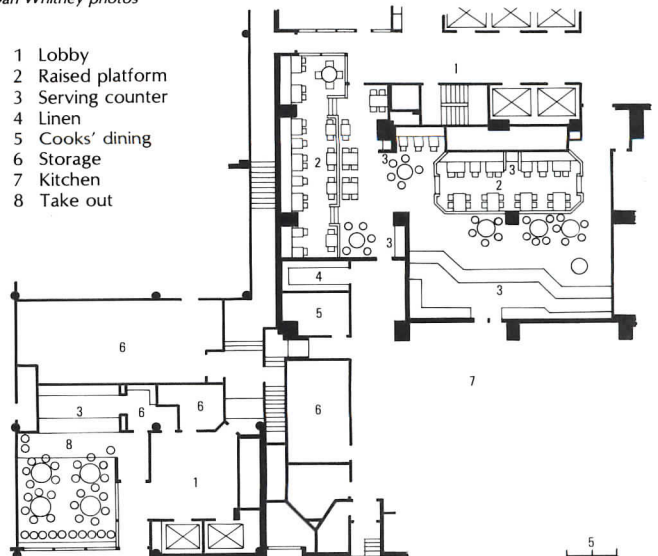 Whitney photos
1 Lobby
2 Raised platform
3 Serving counter
4 Linen
5 Cooks' dining
6 Storage
7 Kitchen
8 Take out
1
2
3
3
2
3
3
4
5
6
7
3
6
6
6
8
1
5